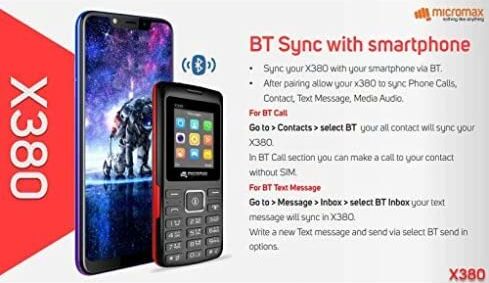 micromax
nothing like anything
BT Sync with smartphone
• Sync your X380 with your smartphone via BT.
• After pairing allow your x380 to sync Phone Calls,
Contact, Text Message, Media Audio.
For BT Call
Go to > Contacts > select BT your all contact will sync your
X380.
In BT Call section you can make a call to your contact
without SIM.
For BT Text Message
Go to > Message > Inbox > select BT Inbox your text
message will sync in X380.
Write a new Text message and send via select BT send in
options.
X380
X380
X380
micromax